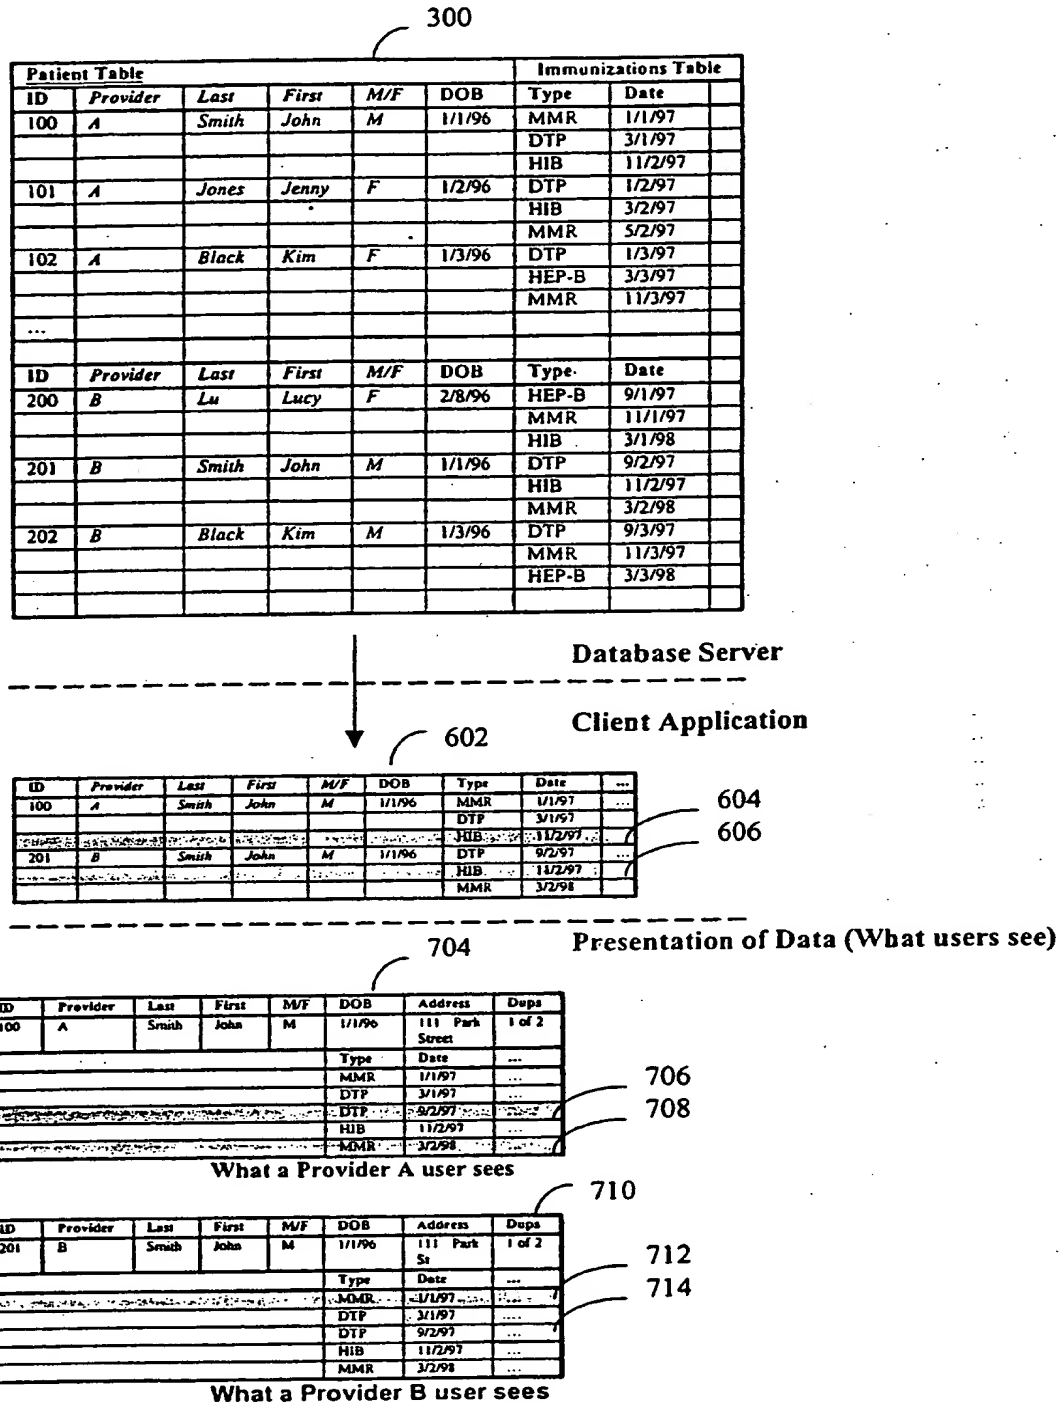 300
Patient Table Immunizations Table
ID Provider Last First M/F DOB Type Date
100 A Smith John M 1/1/96 MMR 1/1/97
DTP 3/1/97
HIB 11/2/97
101 A Jones Jenny F 1/2/96 DTP 1/2/97
HIB 3/2/97
MMR 5/2/97
102 A Black Kim F 1/3/96 DTP 1/3/97
HEP-B 3/3/97
MMR 11/3/97
...
ID Provider Last First M/F DOB Type Date
200 B Lu Lucy F 2/8/96 HEP-B 9/1/97
MMR 11/1/97
HIB 3/1/98
201 B Smith John M 1/1/96 DTP 9/2/97
HIB 11/2/97
MMR 3/2/98
202 B Black Kim M 1/3/96 DTP 9/3/97
MMR 11/3/97
HEP-B 3/3/98
Database Server
Client Application
602
ID Provider Last First M/F DOB Type Date ...
100 A Smith John M 1/1/96 MMR 1/1/97 ...
DTP 3/1/97
HIB 11/2/97
604
606
201 B Smith John M 1/1/96 DTP 9/2/97 ...
HIB 11/2/97
MMR 3/2/98
Presentation of Data (What users see)
704
ID Provider Last First M/F DOB Address Dups
100 A Smith John M 1/1/96 111 Park Street 1 of 2
Type Date ...
MMR 1/1/97 ...
DTP 3/1/97 ...
DTP 9/2/97
HIB 11/2/97 ...
MMR 3/2/98
706
708
What a Provider A user sees
710
ID Provider Last First M/F DOB Address Dups
201 B Smith John M 1/1/96 111 Park St 1 of 2
Type Date ...
MMR 1/1/97
DTP 3/1/97 ...
DTP 9/2/97 ...
HIB 11/2/97 ...
MMR 3/2/98 ...
712
714
What a Provider B user sees